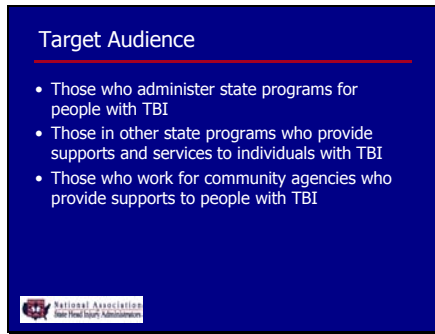 Target Audience
• Those who administer state programs for
people with TBI
• Those in other state programs who provide
supports and services to individuals with TBI
• Those who work for community agencies who
provide supports to people with TBI
National Association
State Head Injury Administrators